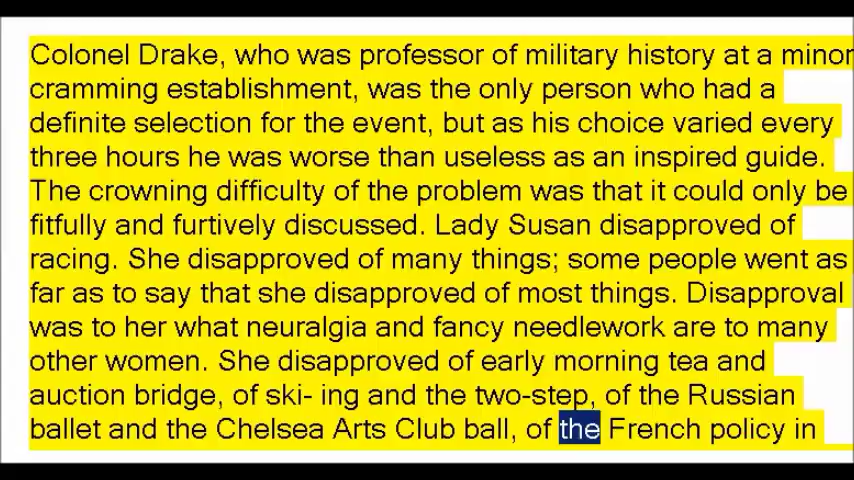 Colonel Drake, who was professor of military history at a minor
cramming establishment, was the only person who had a
definite selection for the event, but as his choice varied every
three hours he was worse than useless as an inspired guide.
The crowning difficulty of the problem was that it could only be
fitfully and furtively discussed. Lady Susan disapproved of
racing. She disapproved of many things; some people went as
far as to say that she disapproved of most things. Disapproval
was to her what neuralgia and fancy needlework are to many
other women. She disapproved of early morning tea and
auction bridge, of ski- ing and the two-step, of the Russian
ballet and the Chelsea Arts Club ball, of the French policy in